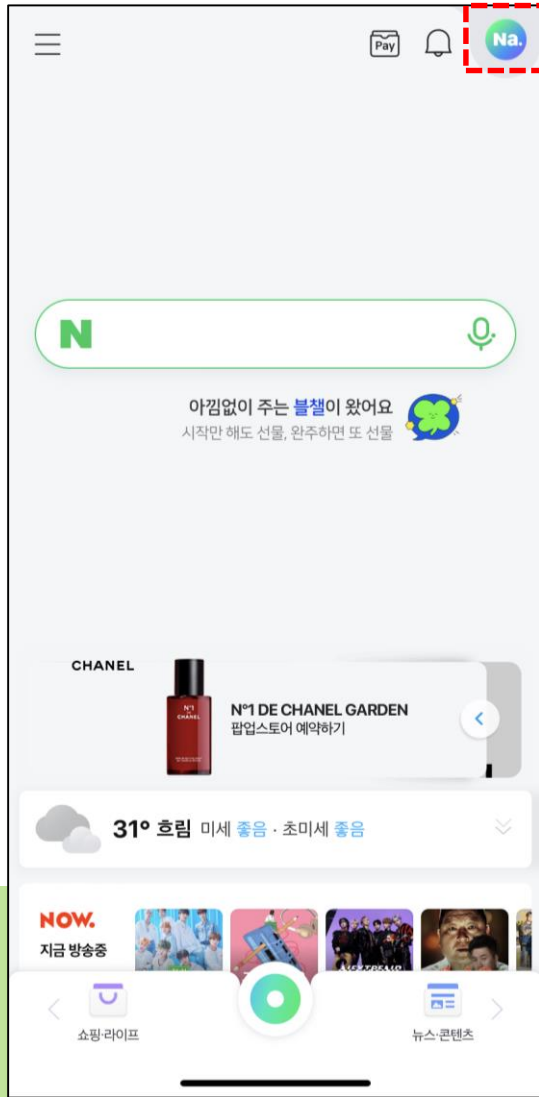 Pay
Na.
N
아낌없이 주는 블챌이 왔어요
시작만 해도 선물, 완주하면 또 선물
CHANEL
N°1
CHANEL
N°1 DE CHANEL GARDEN
팝업스토어 예약하기
31° 흐림 미세 좋음 · 초미세 좋음
NOW.
지금 방송중
쇼핑·라이프
뉴스·콘텐츠